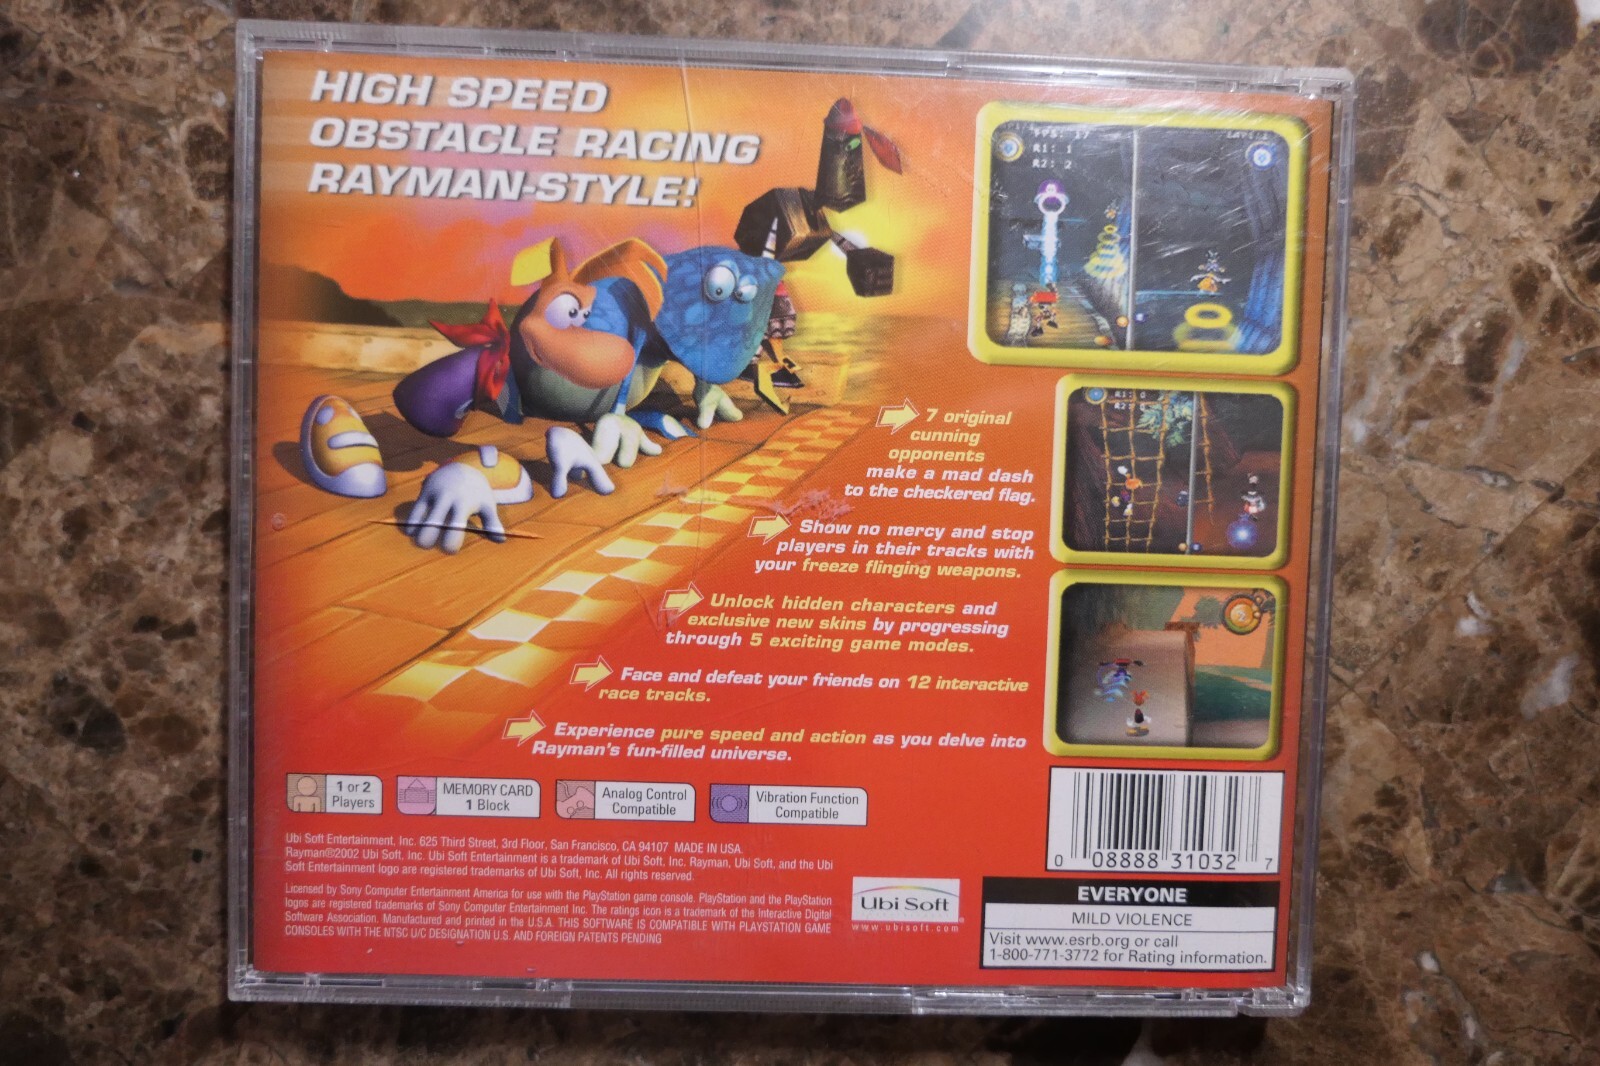 HIGH SPEED
OBSTACLE RACING
RAYMAN-STYLE!
FPS: 17
R1: 1
R2: 2
R1: 0
7 original
cunning
opponents
make a mad dash
to the checkered flag.
Show no mercy and stop
players in their tracks with
your freeze flinging weapons.
Unlock hidden characters and
exclusive new skins by progressing
through 5 exciting game modes.
Face and defeat your friends on 12 interactive
race tracks.
Experience pure speed and action as you delve into
Rayman's fun-filled universe.
1 or 2
Players
MEMORY CARD
1 Block
Analog Control
Compatible
Vibration Function
Compatible
Ubi Soft Entertainment, Inc. 625 Third Street, 3rd Floor, San Francisco, CA 94107 MADE IN USA.
Rayman©2002 Ubi Soft, Inc. Ubi Soft Entertainment is a trademark of Ubi Soft, Inc. Rayman, Ubi Soft, and the Ubi
Soft Entertainment logo are registered trademarks of Ubi Soft, Inc. All rights reserved.
Licensed by Sony Computer Entertainment America for use with the PlayStation game console. PlayStation and the PlayStation
logos are registered trademarks of Sony Computer Entertainment Inc. The ratings icon is a trademark of the Interactive Digital
Software Association. Manufactured and printed in the U.S.A. THIS SOFTWARE IS COMPATIBLE WITH PLAYSTATION GAME
CONSOLES WITH THE NTSC U/C DESIGNATION U.S. AND FOREIGN PATENTS PENDING
Ubi Soft
www.ubisoft.com
0 08888 31032 7
EVERYONE
MILD VIOLENCE
Visit www.esrb.org or call
1-800-771-3772 for Rating information.